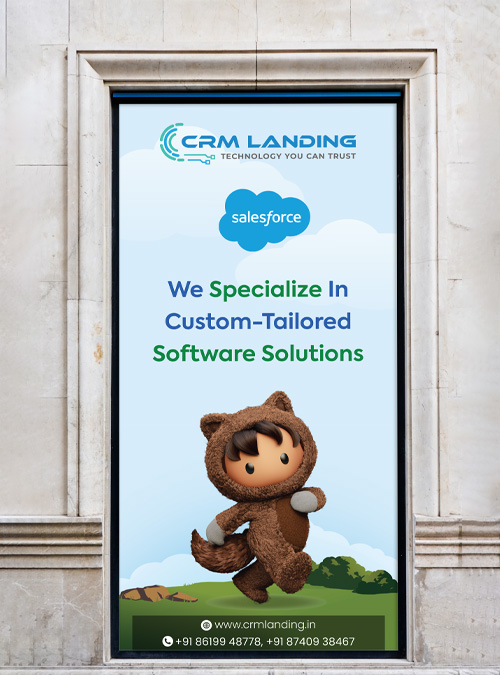 CRM LANDING
TECHNOLOGY YOU CAN TRUST
salesforce
We Specialize In
Custom-Tailored
Software Solutions
www.crmlanding.in
+91 86199 48778, +91 87409 38467